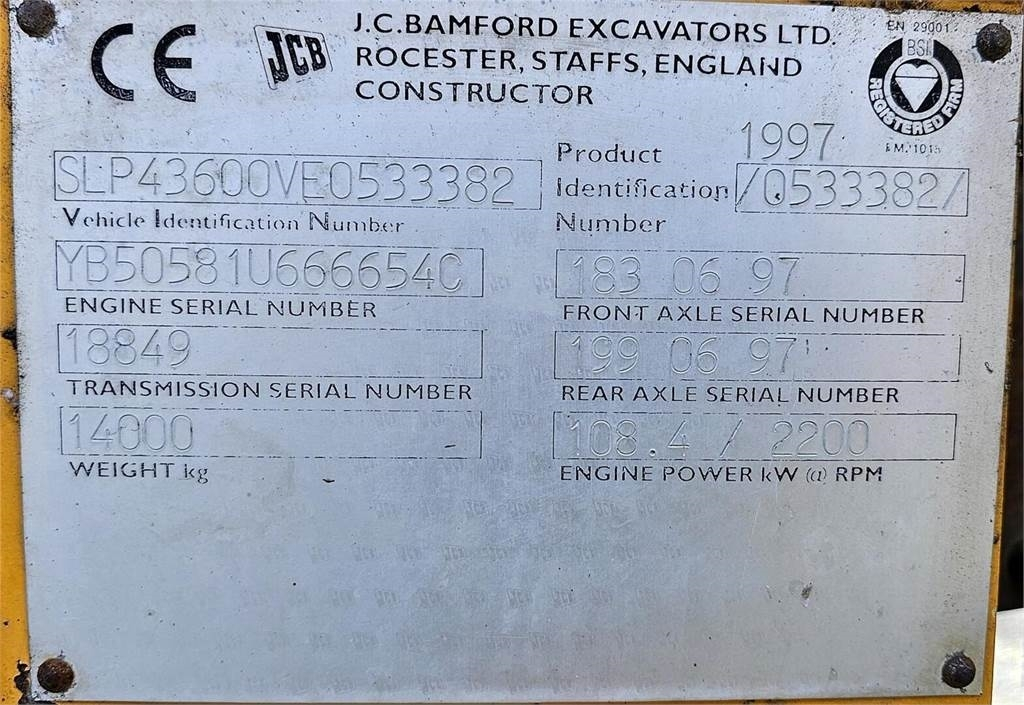 CE
JCB
J.C.BAMFORD EXCAVATORS LTD.
ROCESTER, STAFFS, ENGLAND
CONSTRUCTOR
EN 29001
BSI
REGISTERED FIRM
SLP43600VE0533382
Vehicle Identification Number
Product
Identification
Number
1997
/0533382/
YB50581U666654C
ENGINE SERIAL NUMBER
183 06 97
FRONT AXLE SERIAL NUMBER
18849
TRANSMISSION SERIAL NUMBER
199 06 97
REAR AXLE SERIAL NUMBER
14000
WEIGHT kg
108.4 / 2200
ENGINE POWER kW @ RPM